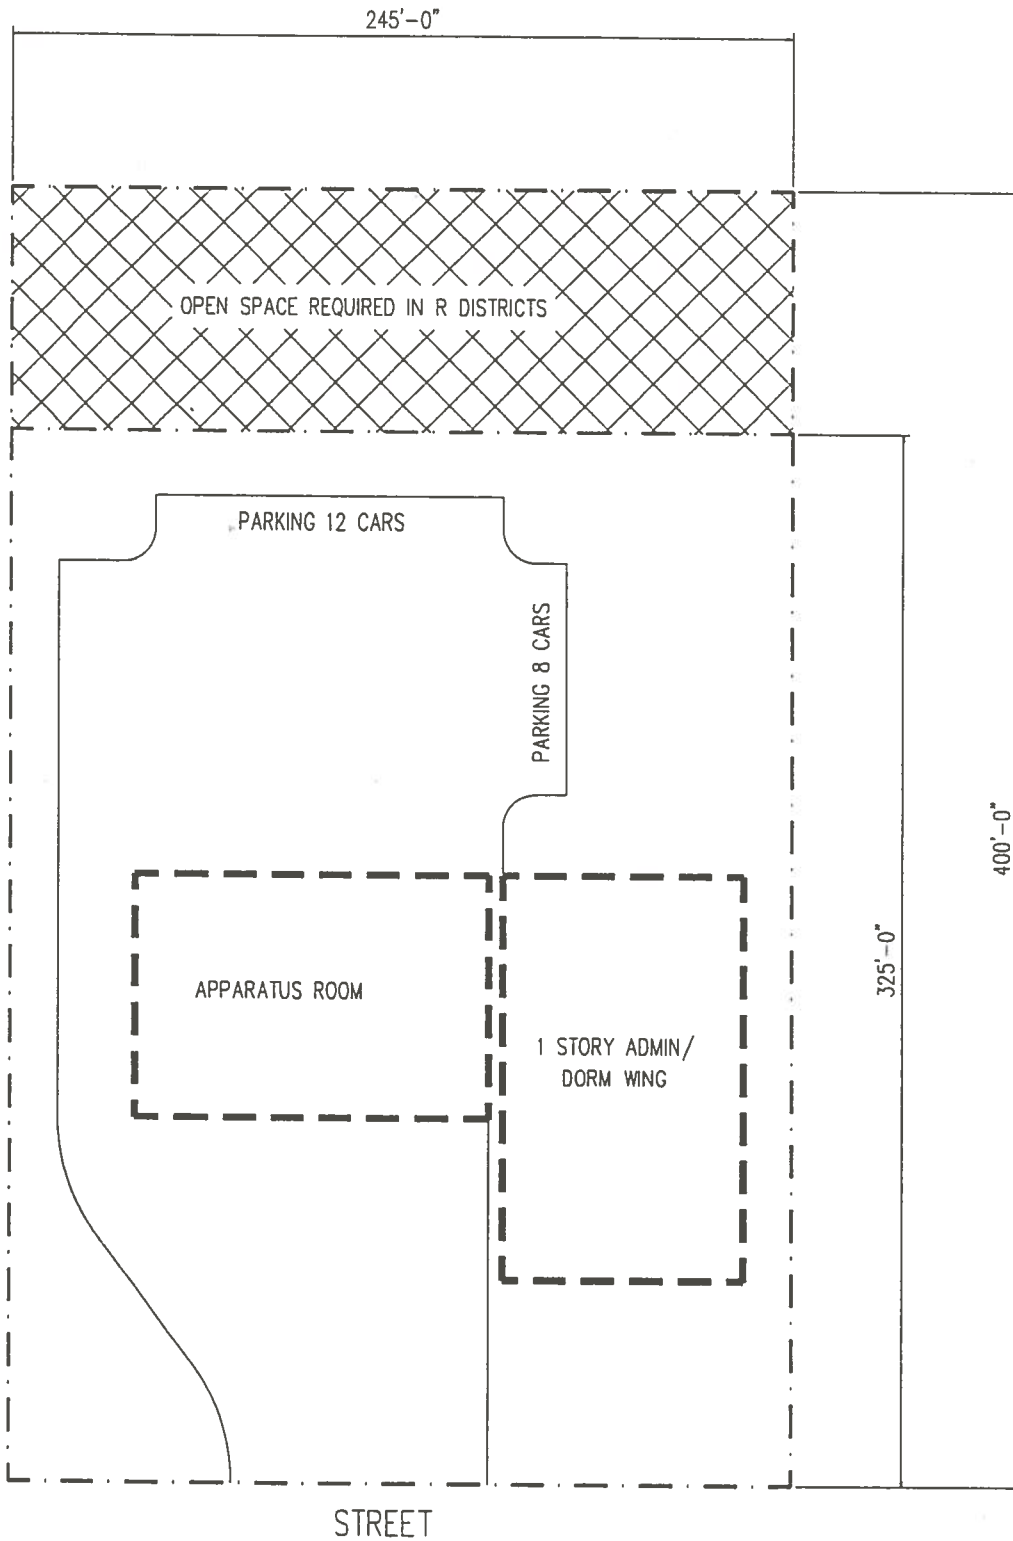 245'-0"
OPEN SPACE REQUIRED IN R DISTRICTS
PARKING 12 CARS
PARKING 8 CARS
400'-0"
325'-0"
APPARATUS ROOM
1 STORY ADMIN/
DORM WING
STREET